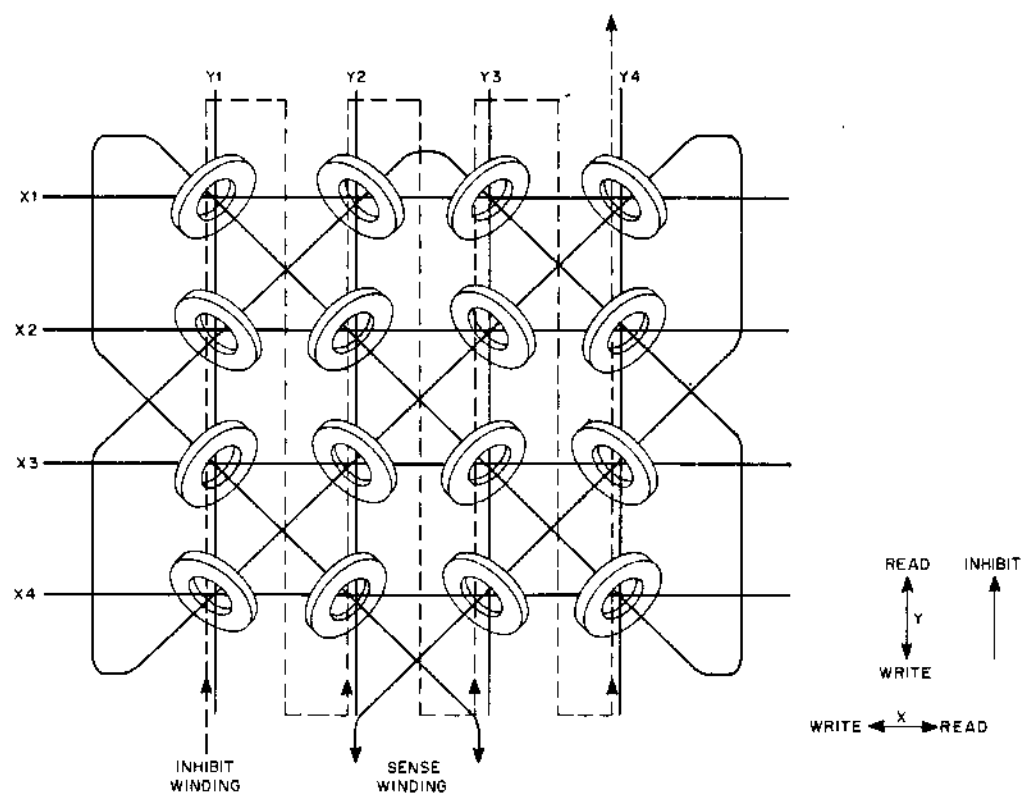 Y1
Y2
Y3
Y4
X1
X2
X3
X4
READ
INHIBIT
Y
WRITE
WRITE
X
READ
INHIBIT
WINDING
SENSE
WINDING